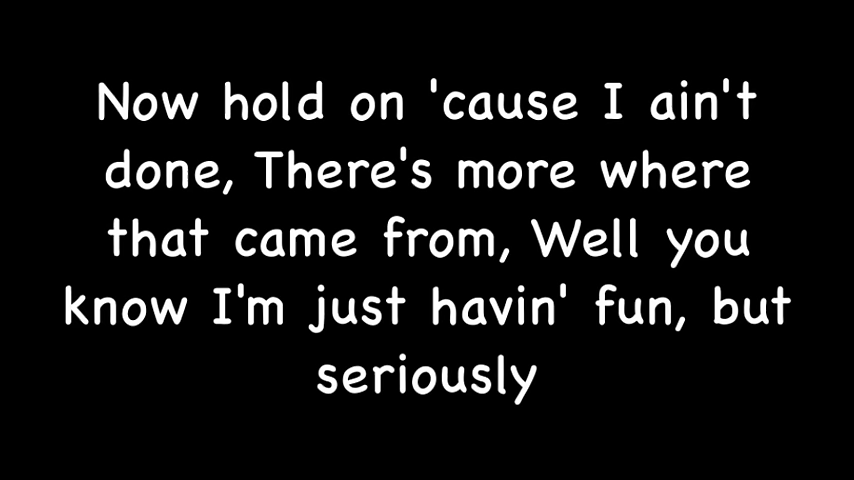 Now hold on 'cause I ain't
done, There's more where
that came from, Well you
know I'm just havin' fun, but
seriously